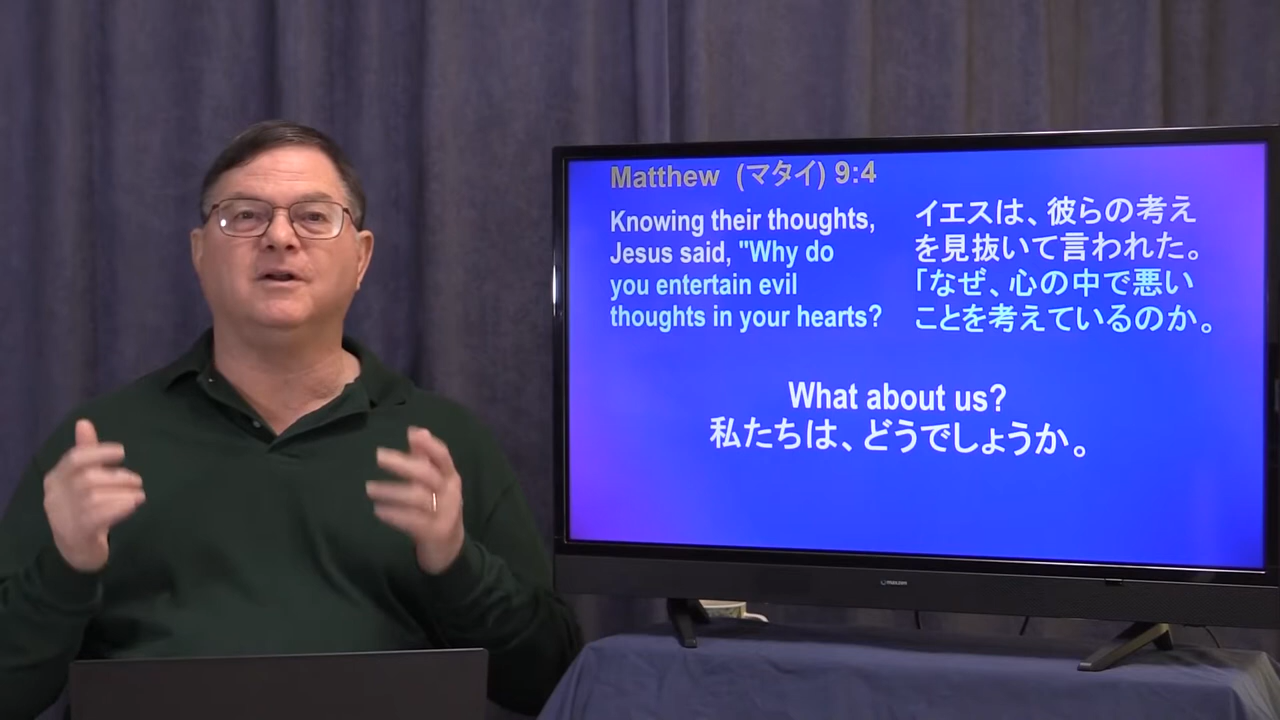 Matthew (マタイ) 9:4
Knowing their thoughts,
Jesus said, "Why do
you entertain evil
thoughts in your hearts?
イエスは、彼らの考え
を見抜いて言われた。
「なぜ、心の中で悪い
ことを考えているのか。
What about us?
私たちは、どうでしょうか。